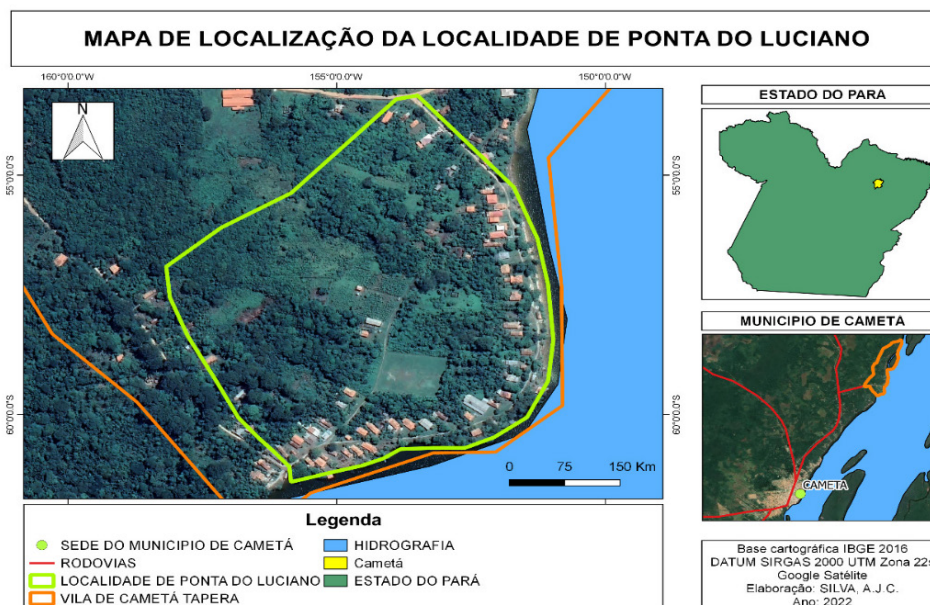 MAPA DE LOCALIZAÇÃO DA LOCALIDADE DE PONTA DO LUCIANO
160°0'0.0"W
155°0'0.0"W
150°0'0.0"W
N
55°0'0.0"S
55°0'0.0"S
60°0'0.0"S
60°0'0.0"S
0 75 150 Km
ESTADO DO PARA
MUNICIPIO DE CAMETA
CAMETA
Legenda
SEDE DO MUNICIPIO DE CAMETÁ
RODOVIAS
LOCALIDADE DE PONTA DO LUCIANO
VILA DE CAMETÁ TAPERA
HIDROGRAFIA
Cametá
ESTADO DO PARÁ
Base cartográfica IBGE 2016
DATUM SIRGAS 2000 UTM Zona 22s
Google Satélite
Elaboração: SILVA, A.J.C.
Ano: 2022